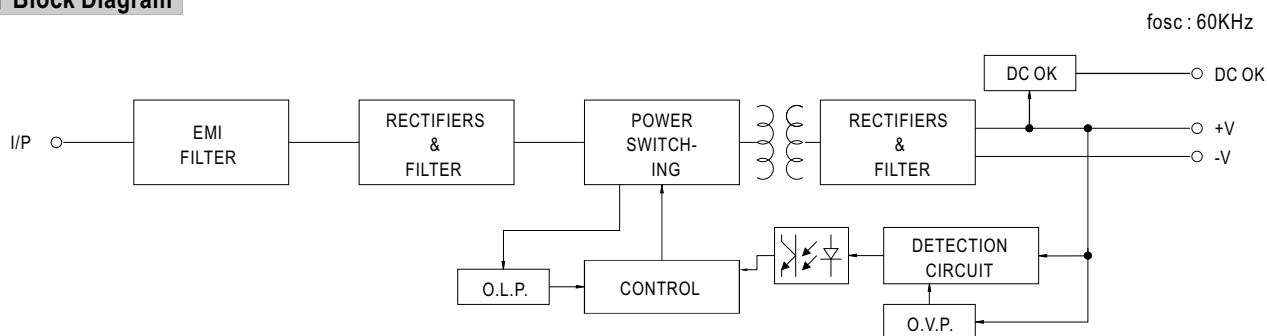 Block Diagram
fosc : 60KHz
DC OK
DC OK
I/P
EMI
FILTER
RECTIFIERS
&
FILTER
POWER
SWITCH-
ING
RECTIFIERS
&
FILTER
+V
-V
O.L.P.
CONTROL
DETECTION
CIRCUIT
O.V.P.